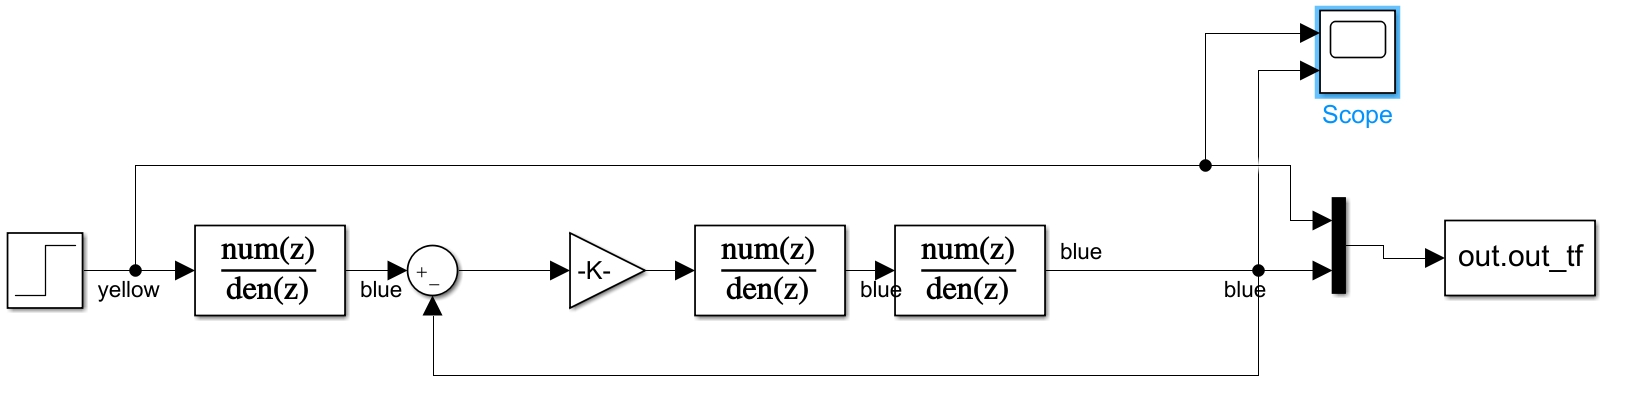 Scope
yellow
num(z)
den(z)
blue
+
−
-K-
num(z)
den(z)
blue
num(z)
den(z)
blue
blue
out.out_tf